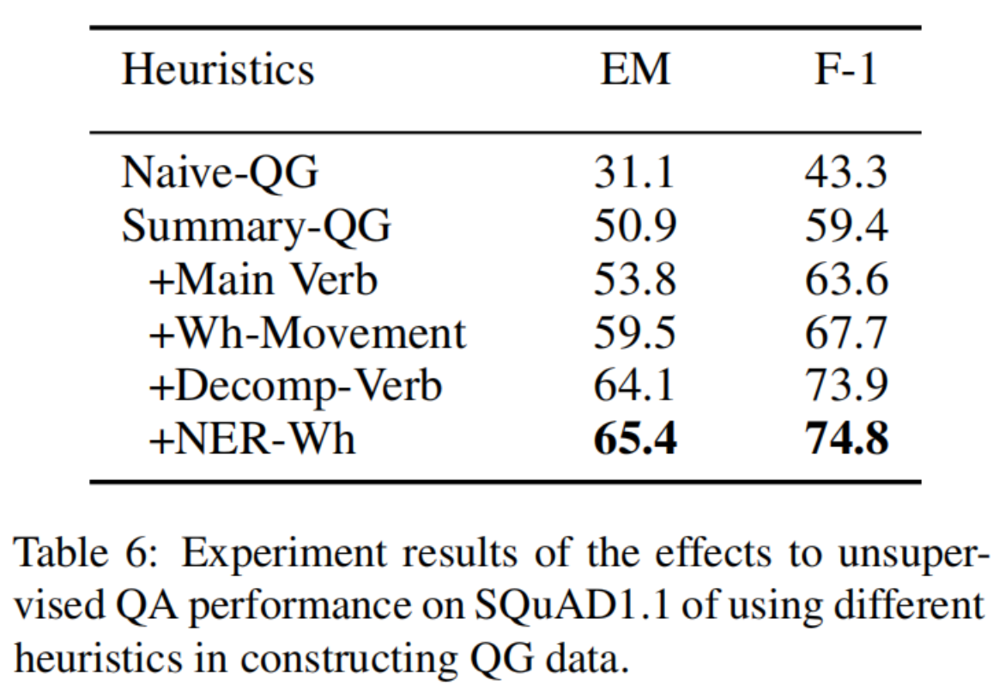 Heuristics EM F-1
Naive-QG 31.1 43.3
Summary-QG 50.9 59.4
+Main Verb 53.8 63.6
+Wh-Movement 59.5 67.7
+Decomp-Verb 64.1 73.9
+NER-Wh 65.4 74.8
Table 6: Experiment results of the effects to unsuper-
vised QA performance on SQuAD1.1 of using different
heuristics in constructing QG data.